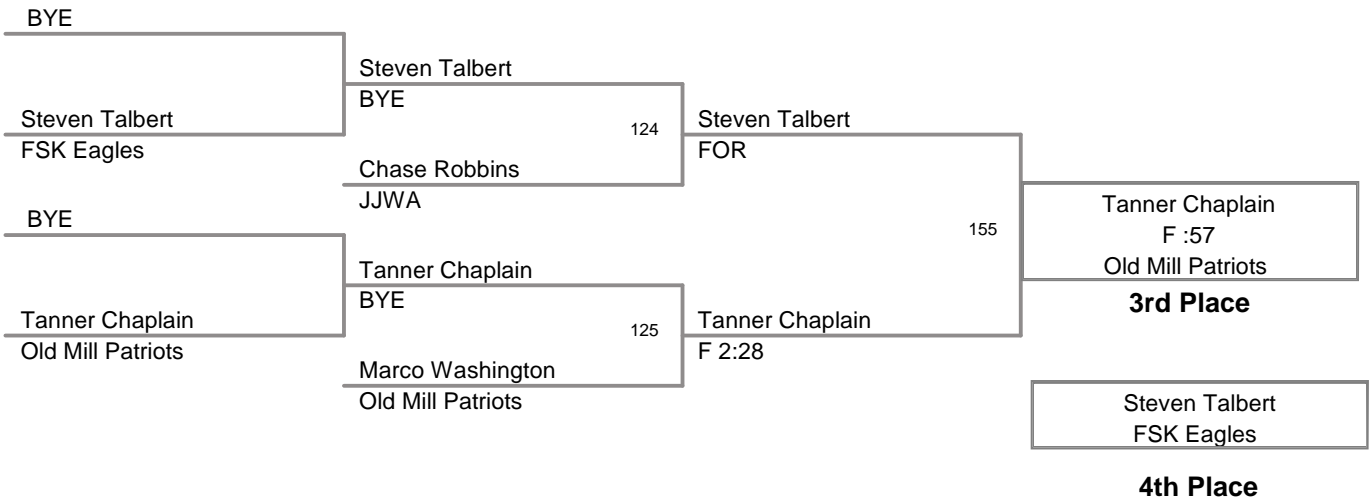 BYE
Steven Talbert
FSK Eagles
BYE
Tanner Chaplain
Old Mill Patriots
Steven Talbert
BYE
124
Chase Robbins
JJWA
Tanner Chaplain
BYE
125
Marco Washington
Old Mill Patriots
Steven Talbert
FOR
155
Tanner Chaplain
F 2:28
Tanner Chaplain
F :57
Old Mill Patriots
3rd Place
Steven Talbert
FSK Eagles
4th Place